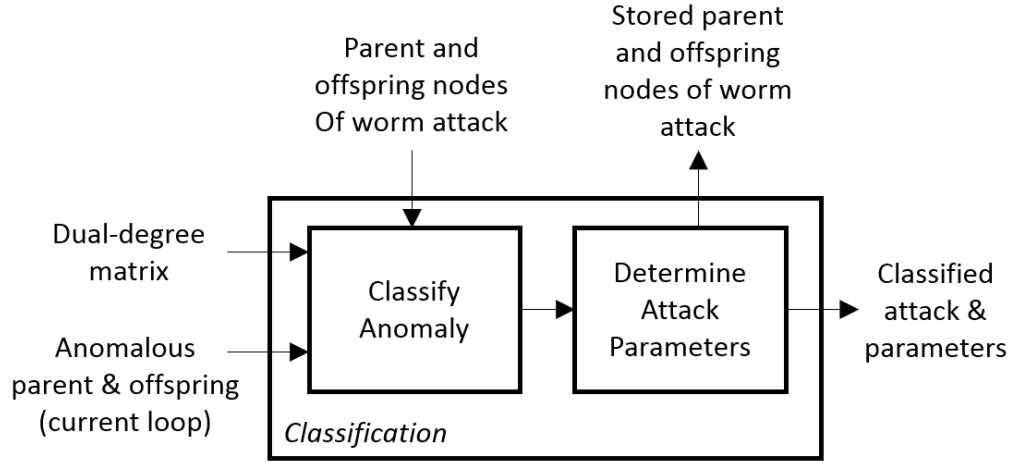 Parent and
offspring nodes
Of worm attack
Stored parent
and offspring
nodes of worm
attack
Dual-degree
matrix
Anomalous
parent & offspring
(current loop)
Classify
Anomaly
Determine
Attack
Parameters
Classified
attack &
parameters
Classification